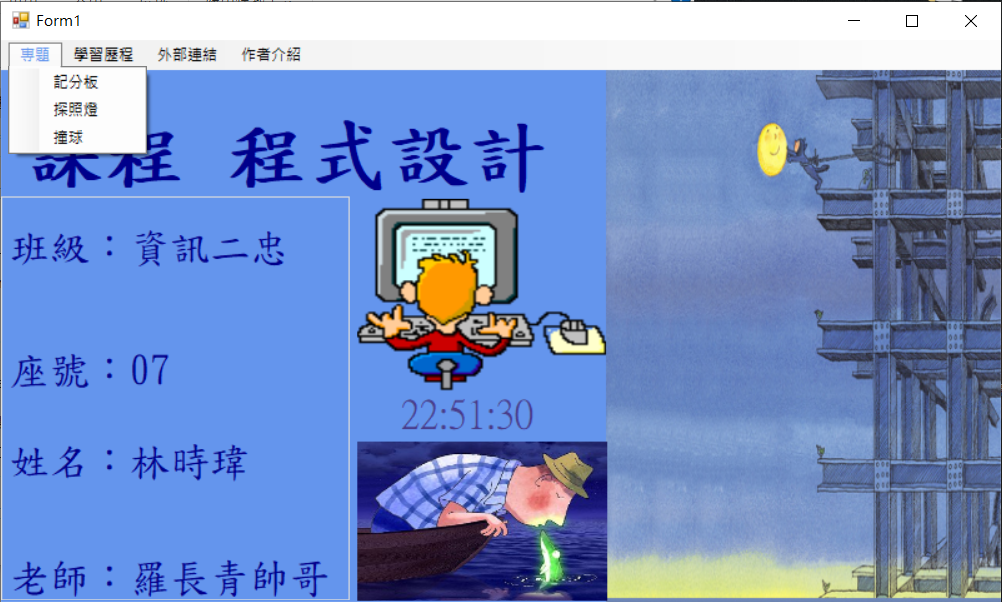 Form1
專題 學習歷程 外部連結 作者介紹
記分板
探照燈
撞球
課程 程式設計
班級：資訊二忠
座號：07
姓名：林時瑋
老師：羅長青帥哥
22:51:30